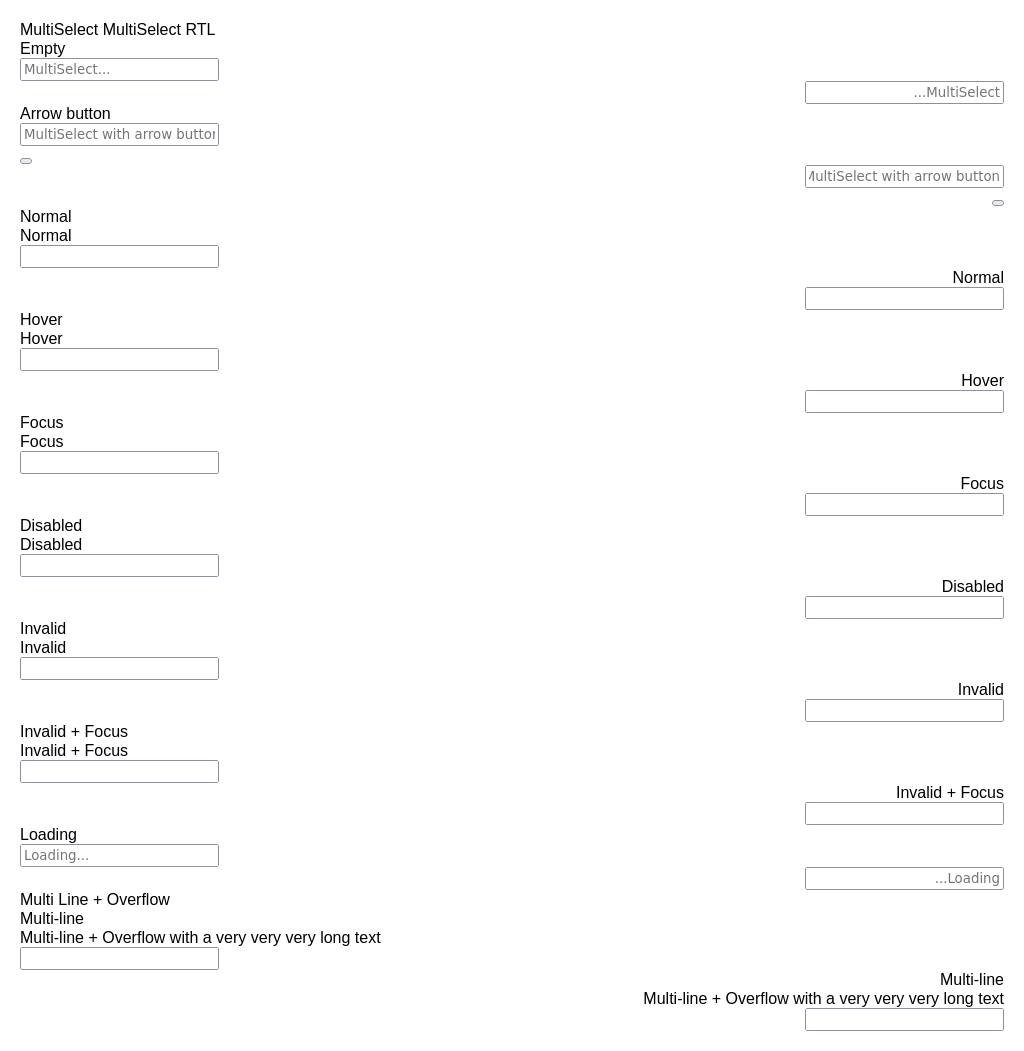 MultiSelect MultiSelect RTL
Empty
MultiSelect...
...MultiSelect
Arrow button
MultiSelect with arrow button
MultiSelect with arrow button
Normal
Normal
Normal
Hover
Hover
Hover
Focus
Focus
Focus
Disabled
Disabled
Disabled
Invalid
Invalid
Invalid
Invalid + Focus
Invalid + Focus
Invalid + Focus
Loading
Loading...
...Loading
Multi Line + Overflow
Multi-line
Multi-line + Overflow with a very very very long text
Multi-line
Multi-line + Overflow with a very very very long text